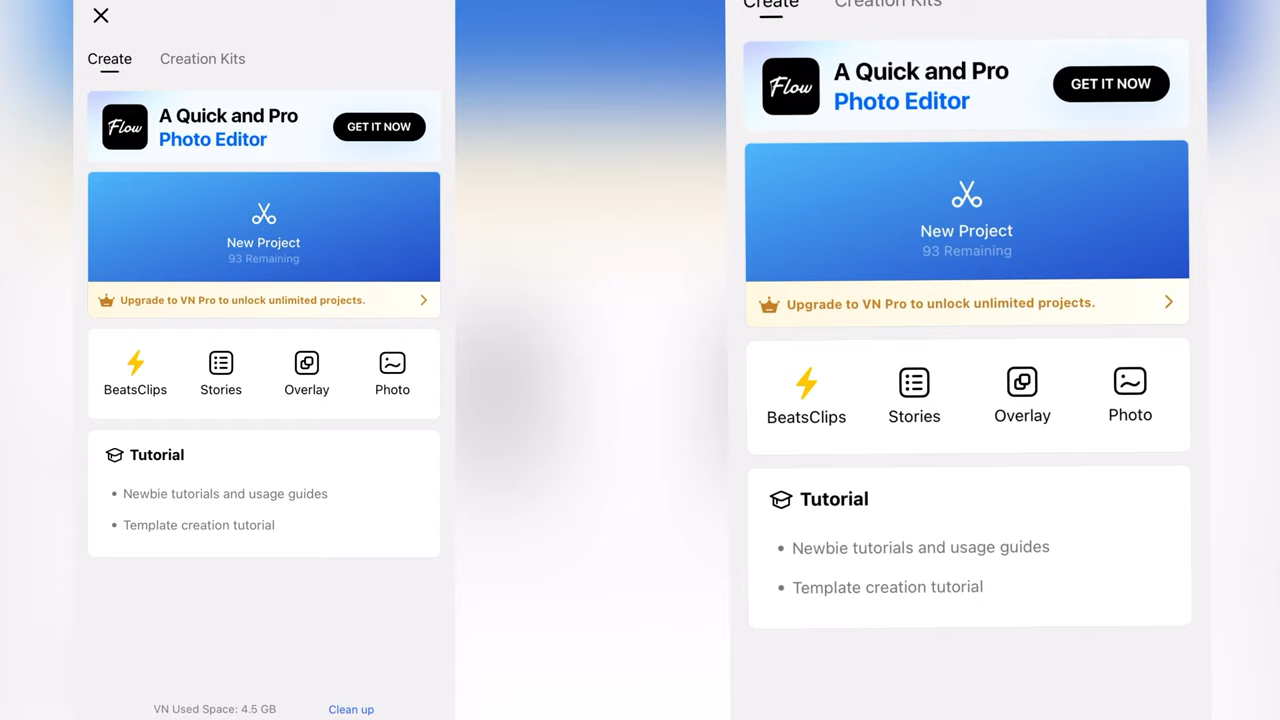 Create Creation Kits
Flow
A Quick and Pro
Photo Editor
GET IT NOW
New Project
93 Remaining
Upgrade to VN Pro to unlock unlimited projects.
BeatsClips Stories Overlay Photo
Tutorial
• Newbie tutorials and usage guides
• Template creation tutorial
VN Used Space: 4.5 GB Clean up
Create Creation Kits
Flow
A Quick and Pro
Photo Editor
GET IT NOW
New Project
93 Remaining
Upgrade to VN Pro to unlock unlimited projects.
BeatsClips Stories Overlay Photo
Tutorial
• Newbie tutorials and usage guides
• Template creation tutorial